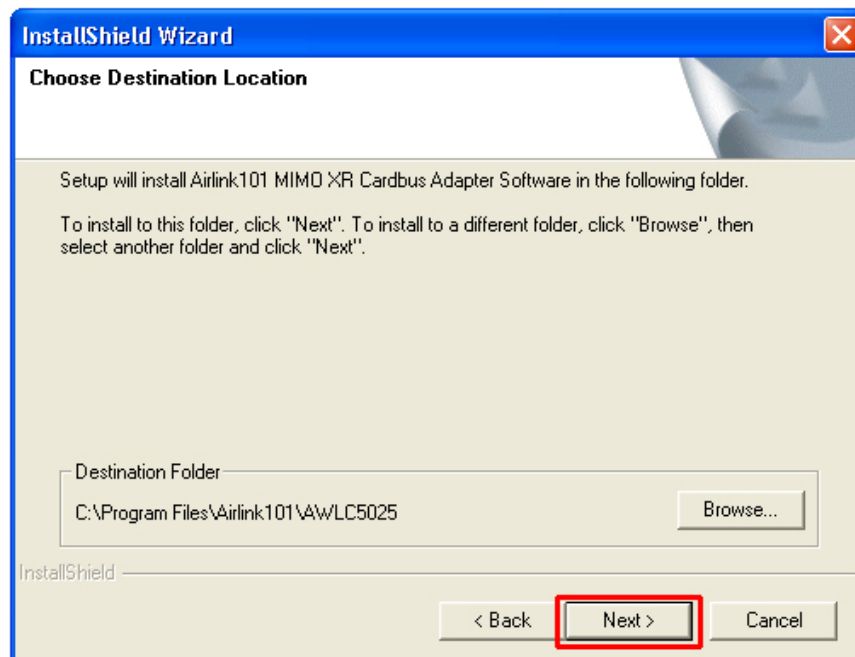 InstallShield Wizard
Choose Destination Location
Setup will install Airlink101 MIMO XR Cardbus Adapter Software in the following folder.
To install to this folder, click "Next". To install to a different folder, click "Browse", then
select another folder and click "Next".
Destination Folder
C:\Program Files\Airlink101\AWLC5025
Browse...
InstallShield
< Back
Next >
Cancel